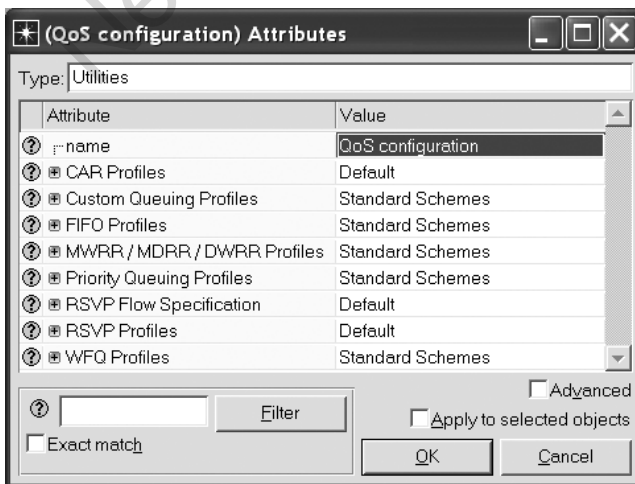 (QoS configuration) Attributes
Type: Utilities
Attribute Value
name QoS configuration
CAR Profiles Default
Custom Queuing Profiles Standard Schemes
FIFO Profiles Standard Schemes
MWRR / MDRR / DWRR Profiles Standard Schemes
Priority Queuing Profiles Standard Schemes
RSVP Flow Specification Default
RSVP Profiles Default
WFQ Profiles Standard Schemes
Advanced
Filter
Apply to selected objects
Exact match
OK Cancel